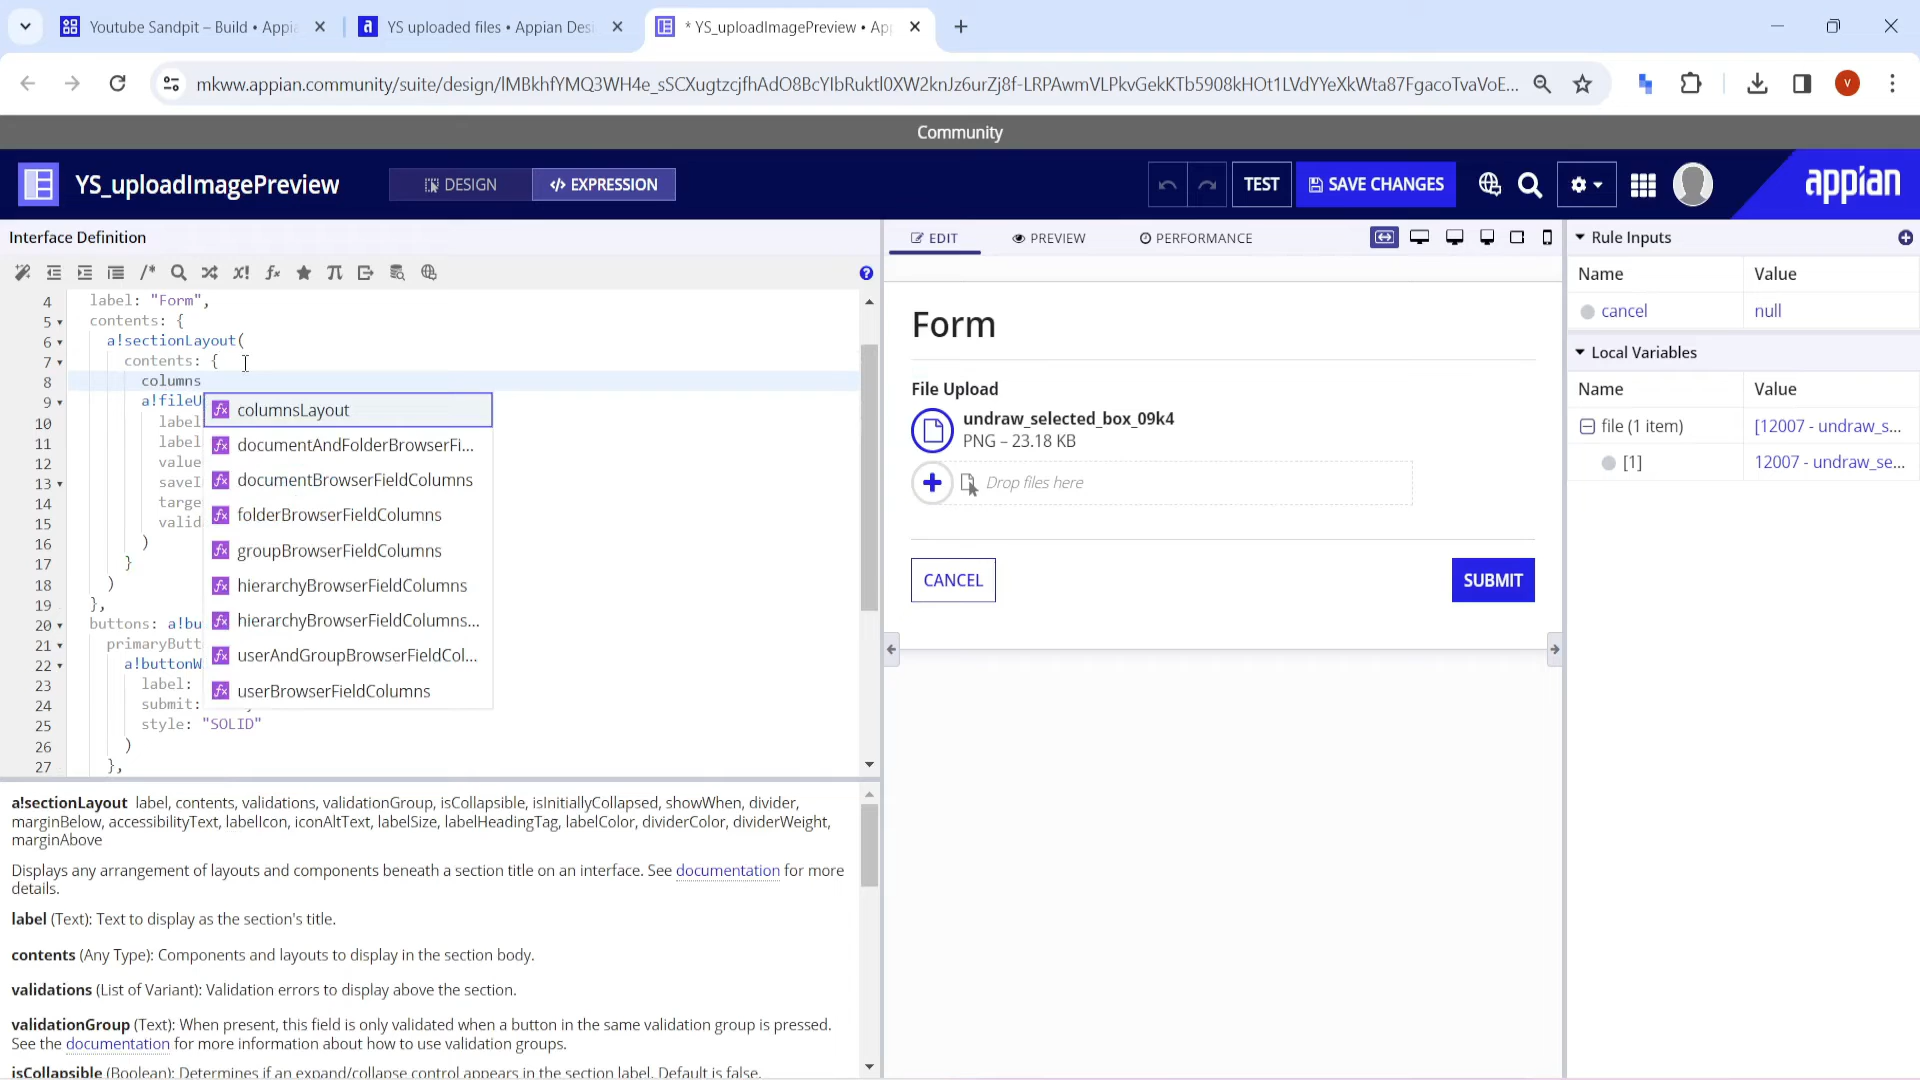 Youtube Sandpit – Build • Appia
YS uploaded files • Appian Desi
* YS_uploadImagePreview • App
mkww.appian.community/suite/design/lMBkhfYMQ3WH4e_sSCXugtzcjfhAdO8BcYIbRuktl0XW2knJz6urZj8f-LRPAwmVLPkvGekKTb5908kHOt1LVdYYeXkWta87FgacoTvaVoE...
V
Community
YS_uploadImagePreview
DESIGN
EXPRESSION
TEST
SAVE CHANGES
appian
Interface Definition
4 label: "Form",
5 contents: {
6 a!sectionLayout(
7 contents: {
8 columns
9 a!fileU
10 label
11 label
12 value
13 saveI
14 targe
15 valid
16 )
17 }
18 )
19 },
20 buttons: a!bu
21 primaryButt
22 a!buttonW
23 label:
24 submit:
25 style: "SOLID"
26 )
27 },
columnsLayout
documentAndFolderBrowserFi...
documentBrowserFieldColumns
folderBrowserFieldColumns
groupBrowserFieldColumns
hierarchyBrowserFieldColumns
hierarchyBrowserFieldColumns...
userAndGroupBrowserFieldCol...
userBrowserFieldColumns
a!sectionLayout label, contents, validations, validationGroup, isCollapsible, isInitiallyCollapsed, showWhen, divider,
marginBelow, accessibilityText, labelIcon, iconAltText, labelSize, labelHeadingTag, labelColor, dividerColor, dividerWeight,
marginAbove
Displays any arrangement of layouts and components beneath a section title on an interface. See documentation for more
details.
label (Text): Text to display as the section's title.
contents (Any Type): Components and layouts to display in the section body.
validations (List of Variant): Validation errors to display above the section.
validationGroup (Text): When present, this field is only validated when a button in the same validation group is pressed.
See the documentation for more information about how to use validation groups.
isCollapsible (Boolean): Determines if an expand/collapse control appears in the section label. Default is false.
EDIT
PREVIEW
PERFORMANCE
Form
File Upload
undraw_selected_box_09k4
PNG – 23.18 KB
Drop files here
CANCEL
SUBMIT
Rule Inputs
Name Value
cancel null
Local Variables
Name Value
file (1 item) [12007 - undraw_s...
[1] 12007 - undraw_se...